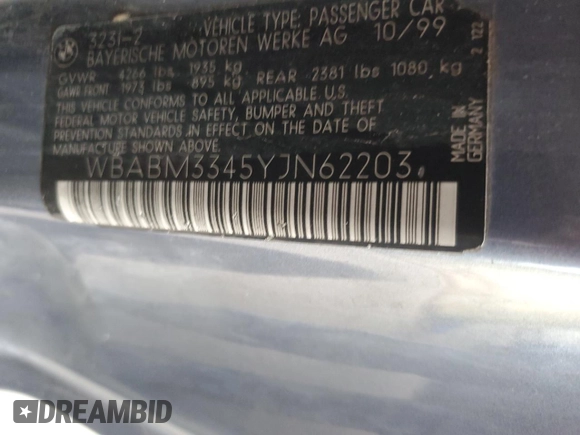 323I-2 VEHICLE TYPE: PASSENGER CAR
BAYERISCHE MOTOREN WERKE AG 10/99
GVWR 4266 lbs 1935 kg
GAWR FRONT 1973 lbs 895 kg REAR 2381 lbs 1080 kg
THIS VEHICLE CONFORMS TO ALL APPLICABLE U.S.
FEDERAL MOTOR VEHICLE SAFETY, BUMPER AND THEFT
PREVENTION STANDARDS IN EFFECT ON THE DATE OF
MANUFACTURE SHOWN ABOVE.
WBABM3345YJN62203
MADE IN
GERMANY
2 122
DREAMBID